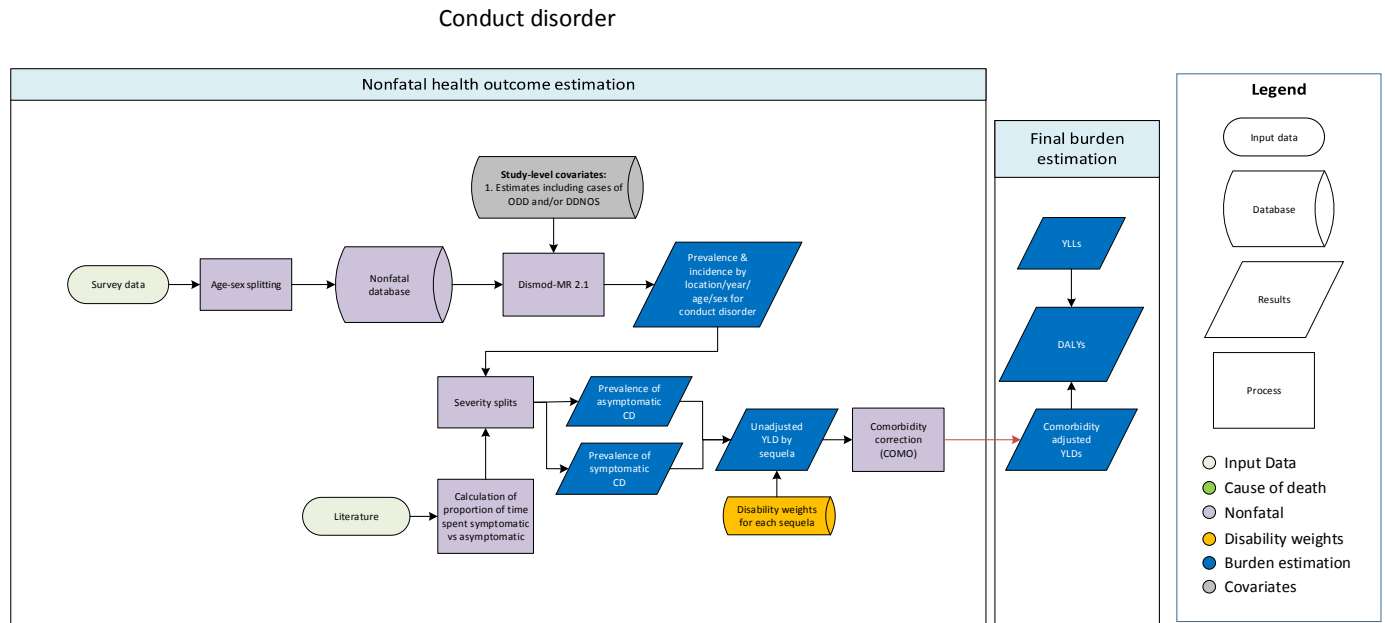 Conduct disorder
Nonfatal health outcome estimation
Study-level covariates:
1. Estimates including cases of
ODD and/or DDNOS
Survey data
Age-sex splitting
Nonfatal
database
Dismod-MR 2.1
Prevalence &
incidence by
location/year/
age/sex for
conduct disorder
Severity splits
Prevalence of
asymptomatic
CD
Prevalence of
symptomatic
CD
Unadjusted
YLD by
sequela
Comorbidity
correction
(COMO)
Literature
Calculation of
proportion of time
spent symptomatic
vs asymptomatic
Disability weights
for each sequela
Final burden
estimation
YLLs
DALYs
Comorbidity
adjusted
YLDs
Legend
Input data
Database
Results
Process
Input Data
Cause of death
Nonfatal
Disability weights
Burden estimation
Covariates